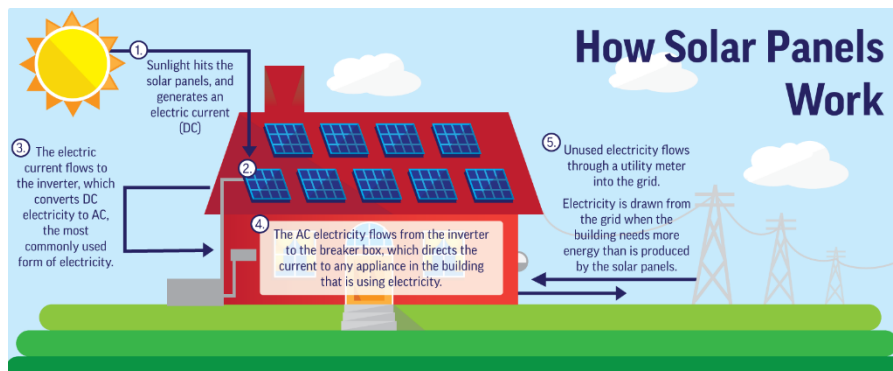 How Solar Panels
Work
1.
Sunlight hits the
solar panels, and
generates an
electric current
(DC)
2.
3.
The electric
current flows to
the inverter, which
converts DC
electricity to AC,
the most
commonly used
form of electricity.
4.
The AC electricity flows from the inverter
to the breaker box, which directs the
current to any appliance in the building
that is using electricity.
5.
Unused electricity flows
through a utility meter
into the grid.
Electricity is drawn from
the grid when the
building needs more
energy than is produced
by the solar panels.